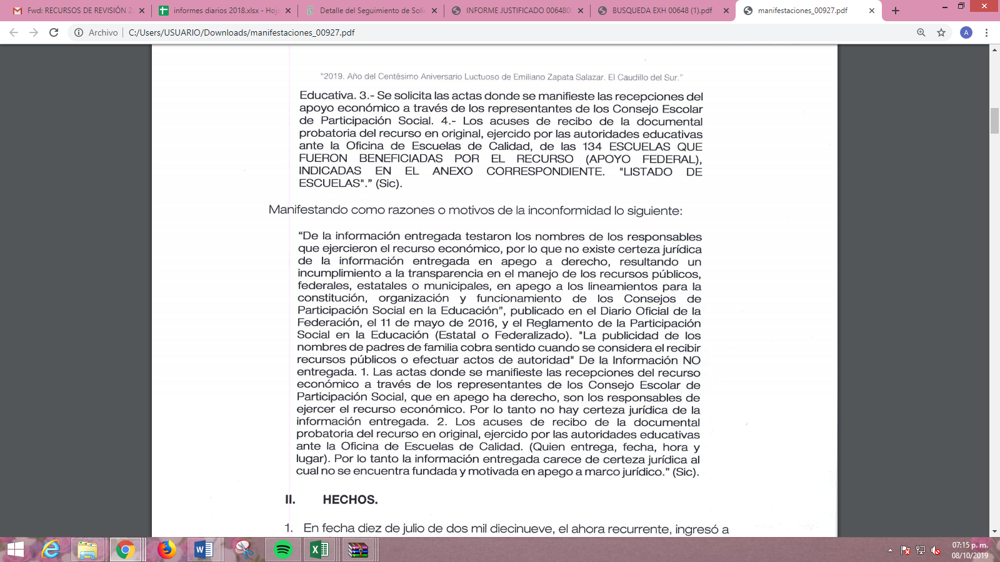 Fwd: RECURSOS DE REVISIÓN 2
informes diarios 2018.xlsx - Hoja
Detalle del Seguimiento de Solic
INFORME JUSTIFICADO 006480
BUSQUEDA EXH 00648 (1).pdf
manifestaciones_00927.pdf
Archivo
C:/Users/USUARIO/Downloads/manifestaciones_00927.pdf
A
"2019. Año del Centésimo Aniversario Luctuoso de Emiliano Zapata Salazar. El Caudillo del Sur."
Educativa. 3.- Se solicita las actas donde se manifieste las recepciones del
apoyo económico a través de los representantes de los Consejo Escolar
de Participación Social. 4.- Los acuses de recibo de la documental
probatoria del recurso en original, ejercido por las autoridades educativas
ante la Oficina de Escuelas de Calidad, de las 134 ESCUELAS QUE
FUERON BENEFICIADAS POR EL RECURSO (APOYO FEDERAL),
INDICADAS EN EL ANEXO CORRESPONDIENTE. "LISTADO DE
ESCUELAS"." (Sic).
Manifestando como razones o motivos de la inconformidad lo siguiente:
"De la información entregada testaron los nombres de los responsables
que ejercieron el recurso económico, por lo que no existe certeza jurídica
de la información entregada en apego a derecho, resultando un
incumplimiento a la transparencia en el manejo de los recursos públicos,
federales, estatales o municipales, en apego a los lineamientos para la
constitución, organización y funcionamiento de los Consejos de
Participación Social en la Educación", publicado en el Diario Oficial de la
Federación, el 11 de mayo de 2016, y el Reglamento de la Participación
Social en la Educación (Estatal o Federalizado). "La publicidad de los
nombres de padres de familia cobra sentido cuando se considera el recibir
recursos públicos o efectuar actos de autoridad" De la Información NO
entregada. 1. Las actas donde se manifieste las recepciones del recurso
económico a través de los representantes de los Consejo Escolar de
Participación Social, que en apego ha derecho, son los responsables de
ejercer el recurso económico. Por lo tanto no hay certeza jurídica de la
información entregada. 2. Los acuses de recibo de la documental
probatoria del recurso en original, ejercido por las autoridades educativas
ante la Oficina de Escuelas de Calidad. (Quien entrega, fecha, hora y
lugar). Por lo tanto la información entregada carece de certeza jurídica al
cual no se encuentra fundada y motivada en apego a marco jurídico." (Sic).
II. HECHOS.
1. En fecha diez de julio de dos mil diecinueve, el ahora recurrente, ingresó a
07:15 p. m.
08/10/2019